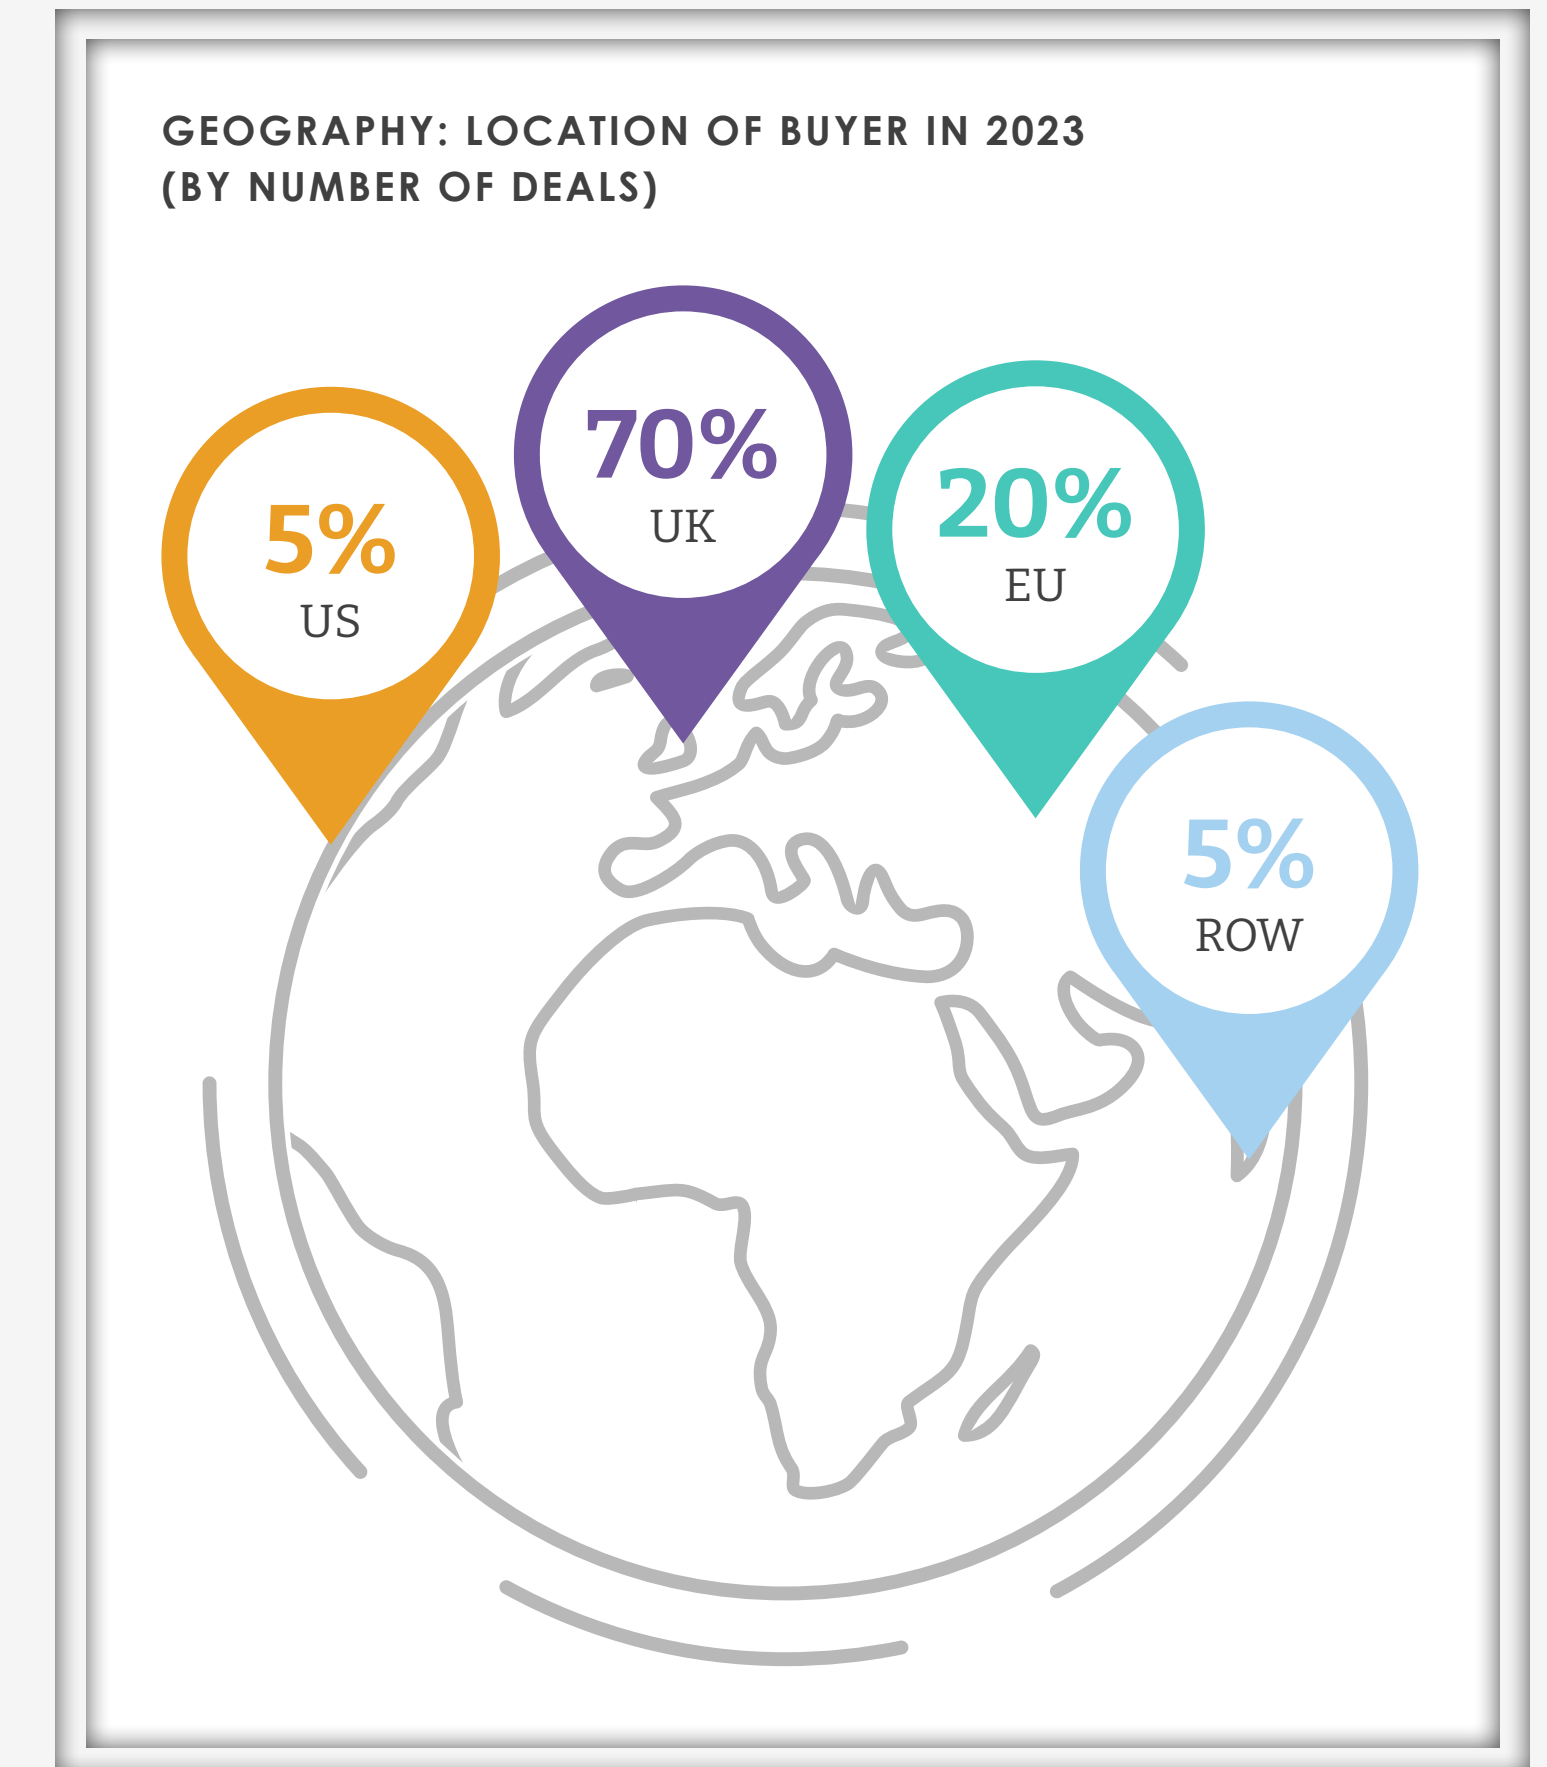 GEOGRAPHY: LOCATION OF BUYER IN 2023
(BY NUMBER OF DEALS)
5%
US
70%
UK
20%
EU
5%
ROW